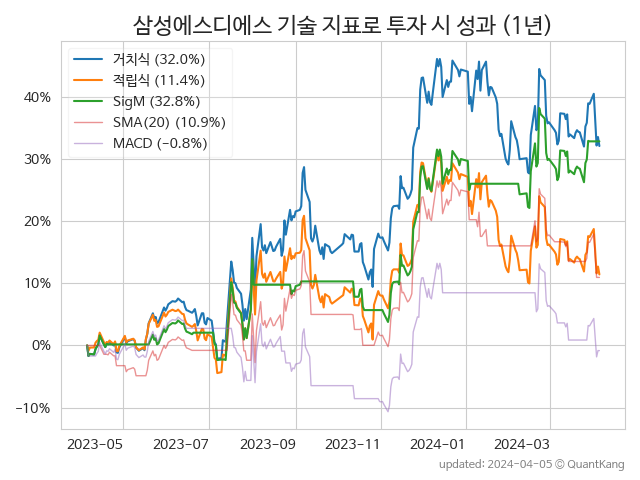 삼성에스디에스 기술 지표로 투자 시 성과 (1년)
거치식 (32.0%)
적립식 (11.4%)
SigM (32.8%)
SMA(20) (10.9%)
MACD (−0.8%)
40%
30%
20%
10%
0%
−10%
2023-05 2023-07 2023-09 2023-11 2024-01 2024-03
updated: 2024-04-05 © QuantKang